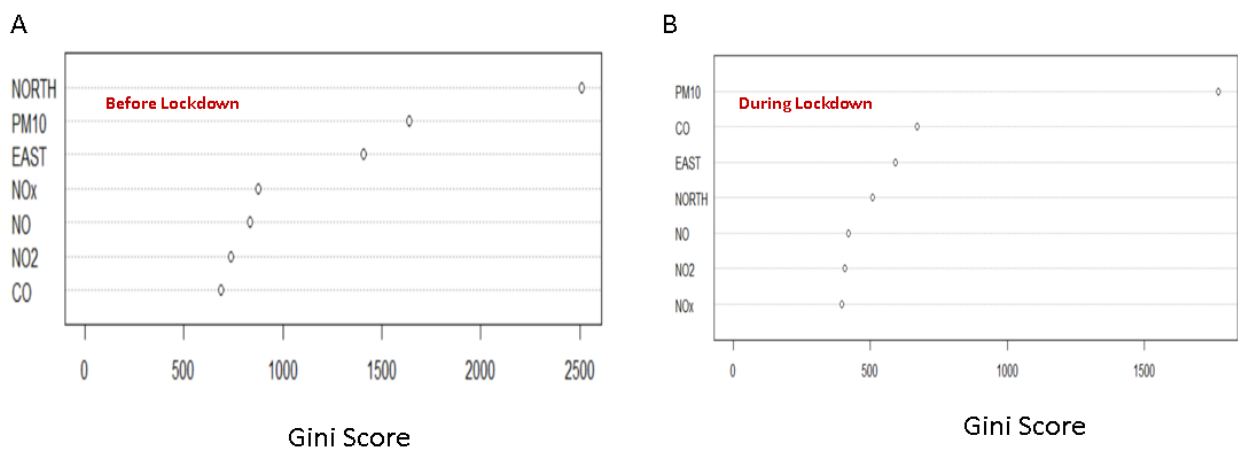 A
Before Lockdown
NORTH
PM10
EAST
NOx
NO
NO2
CO
0 500 1000 1500 2000 2500
Gini Score
B
During Lockdown
PM10
CO
EAST
NORTH
NO
NO2
NOx
0 500 1000 1500
Gini Score